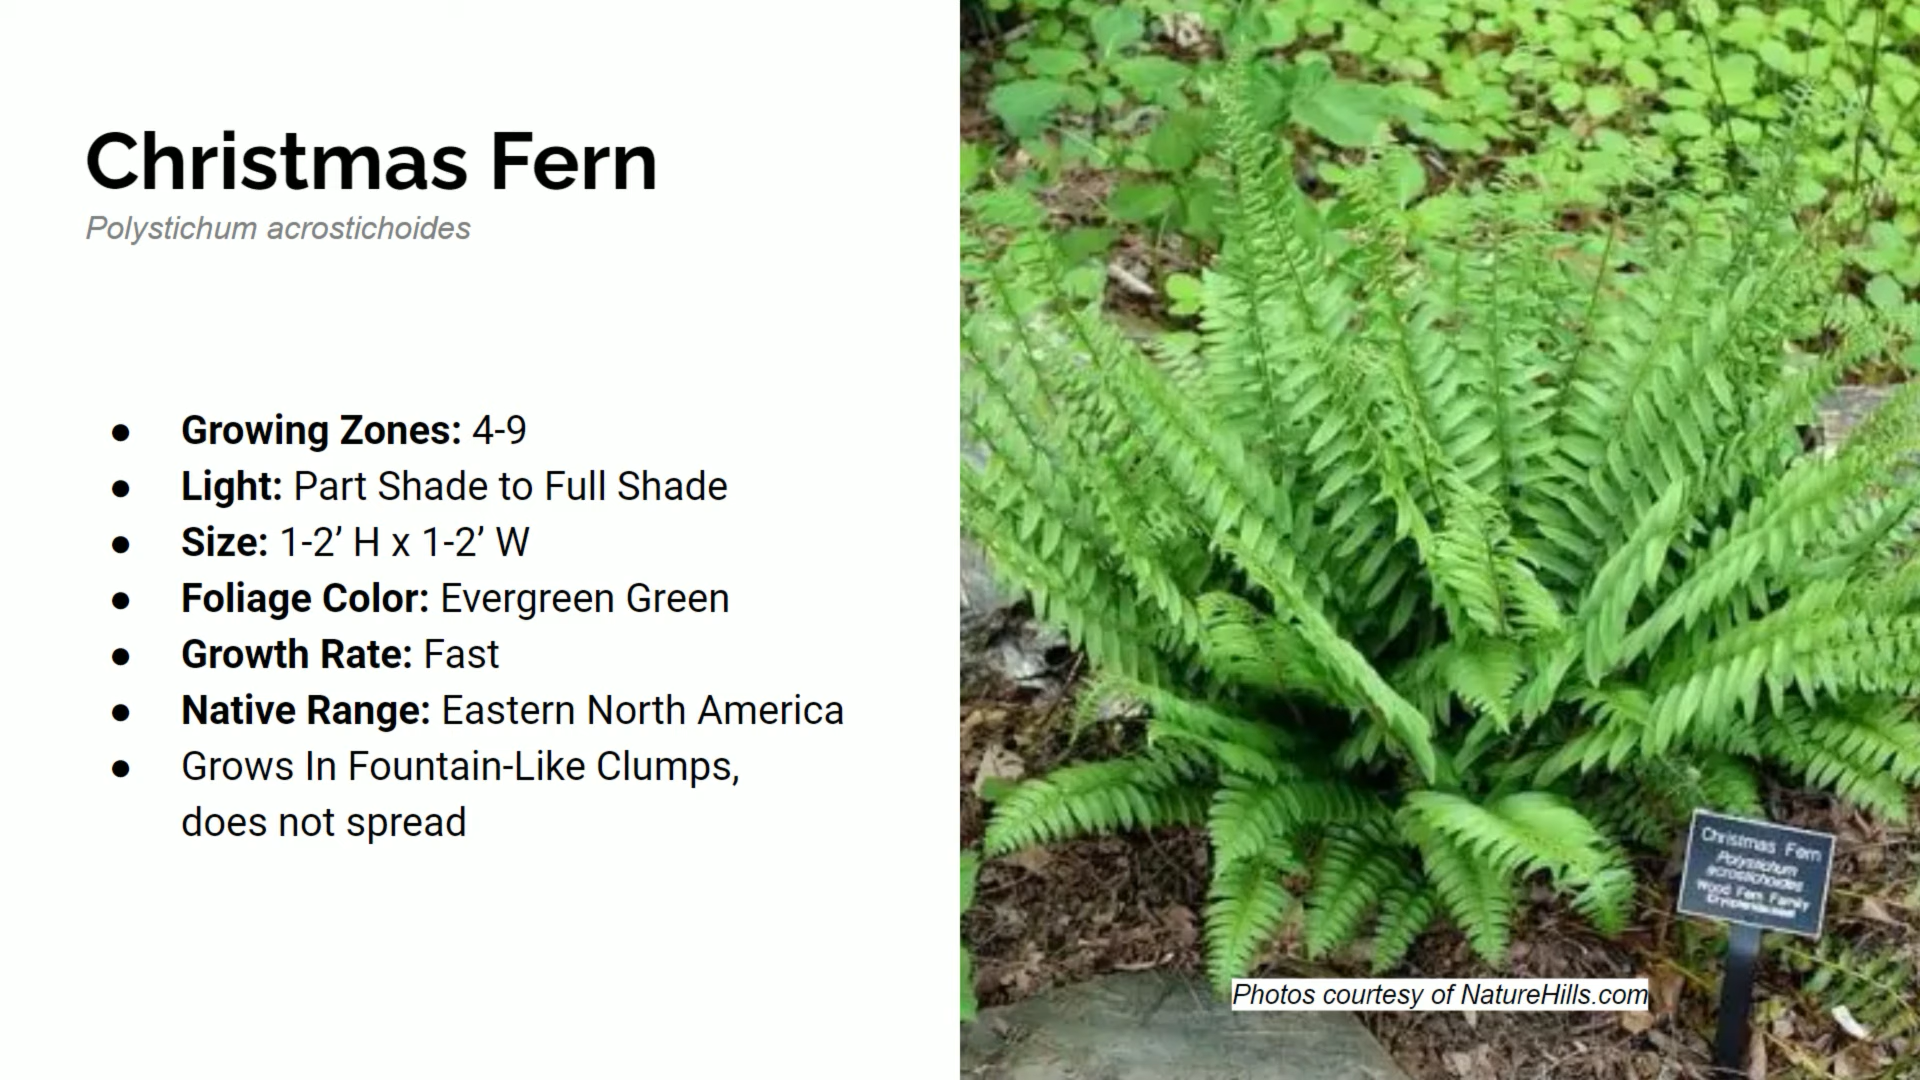 Christmas Fern
Polystichum acrostichoides
● Growing Zones: 4-9
● Light: Part Shade to Full Shade
● Size: 1-2’ H x 1-2’ W
● Foliage Color: Evergreen Green
● Growth Rate: Fast
● Native Range: Eastern North America
● Grows In Fountain-Like Clumps,
does not spread
Christmas Fern
Polystichum
acrostichoides
Wood Fern Family
Photos courtesy of NatureHills.com